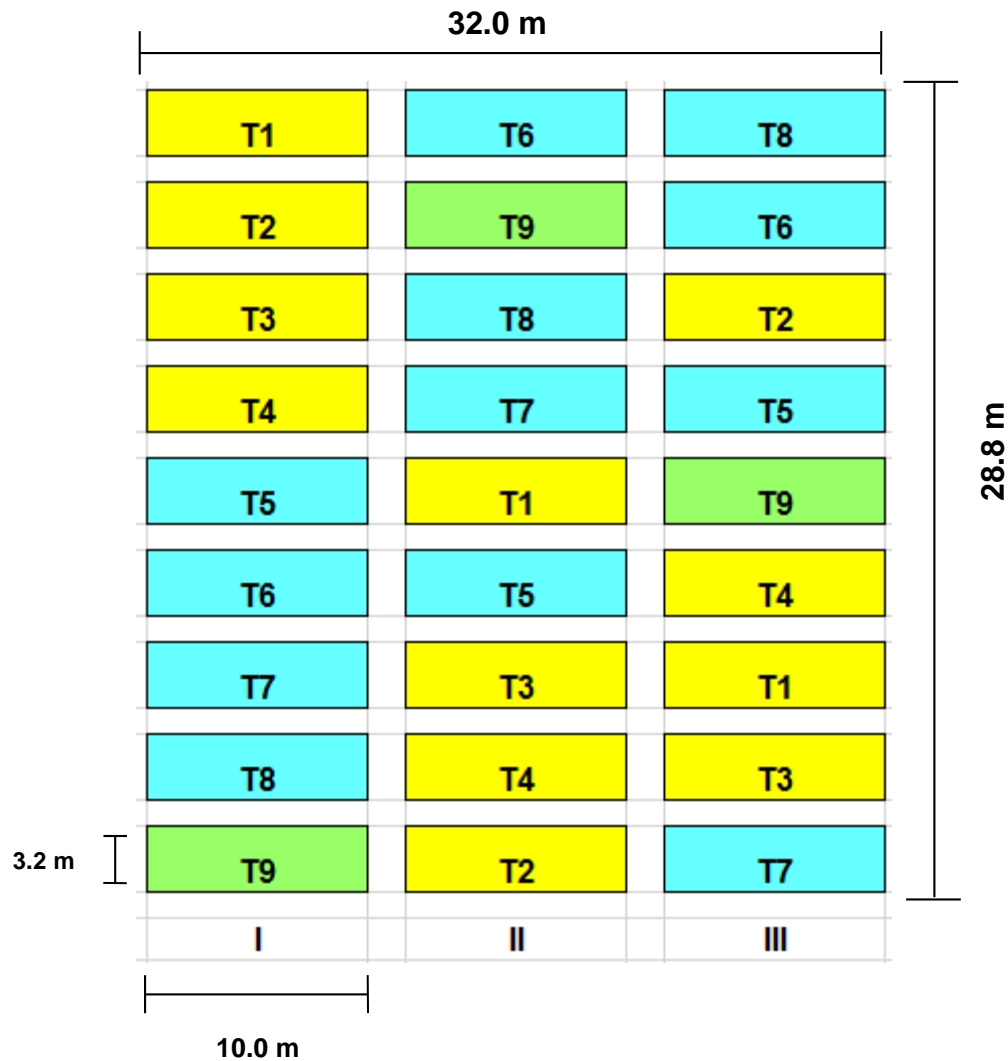 32.0 m
T1 T6 T8
T2 T9 T6
T3 T8 T2
T4 T7 T5
28.8 m
T5 T1 T9
T6 T5 T4
T7 T3 T1
T8 T4 T3
3.2 m
T9 T2 T7
I II III
10.0 m